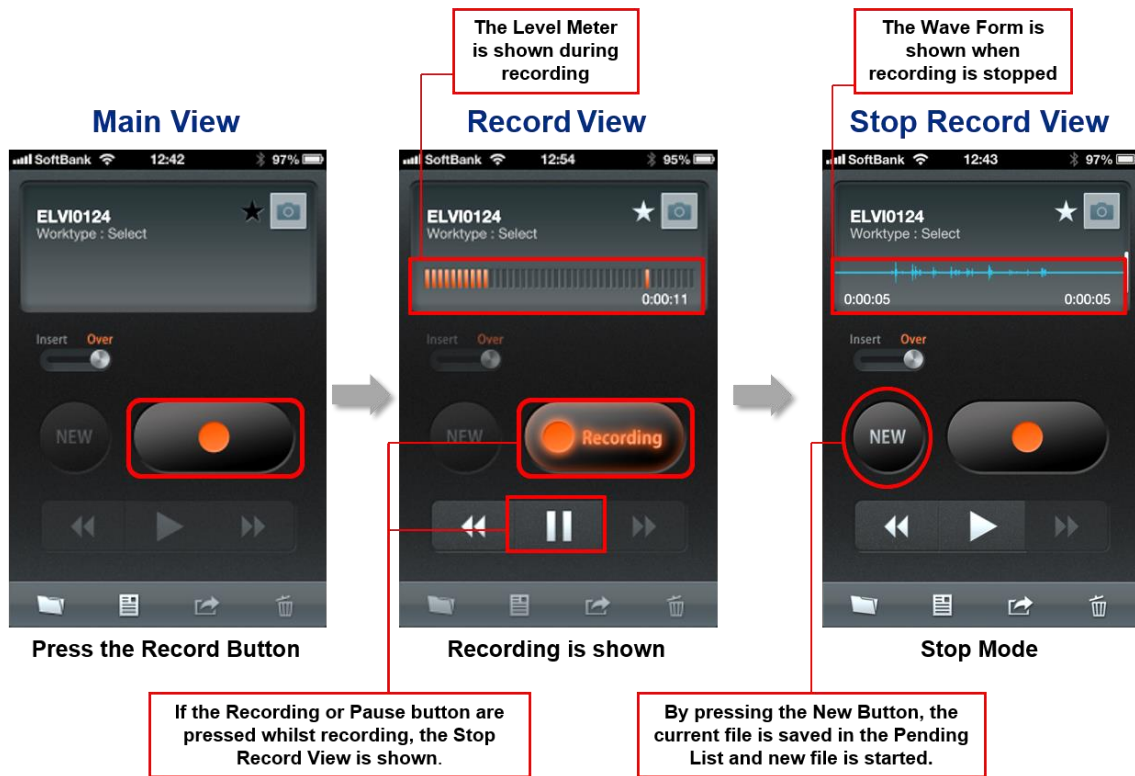 The Level Meter
is shown during
recording
The Wave Form is
shown when
recording is stopped
Main View
Record View
Stop Record View
SoftBank 12:42 97%
ELVI0124
Worktype : Select
Insert Over
NEW
Press the Record Button
SoftBank 12:54 95%
ELVI0124
Worktype : Select
0:00:11
Insert Over
NEW
Recording
Recording is shown
SoftBank 12:43 97%
ELVI0124
Worktype : Select
0:00:05 0:00:05
Insert Over
NEW
Stop Mode
If the Recording or Pause button are
pressed whilst recording, the Stop
Record View is shown.
By pressing the New Button, the
current file is saved in the Pending
List and new file is started.